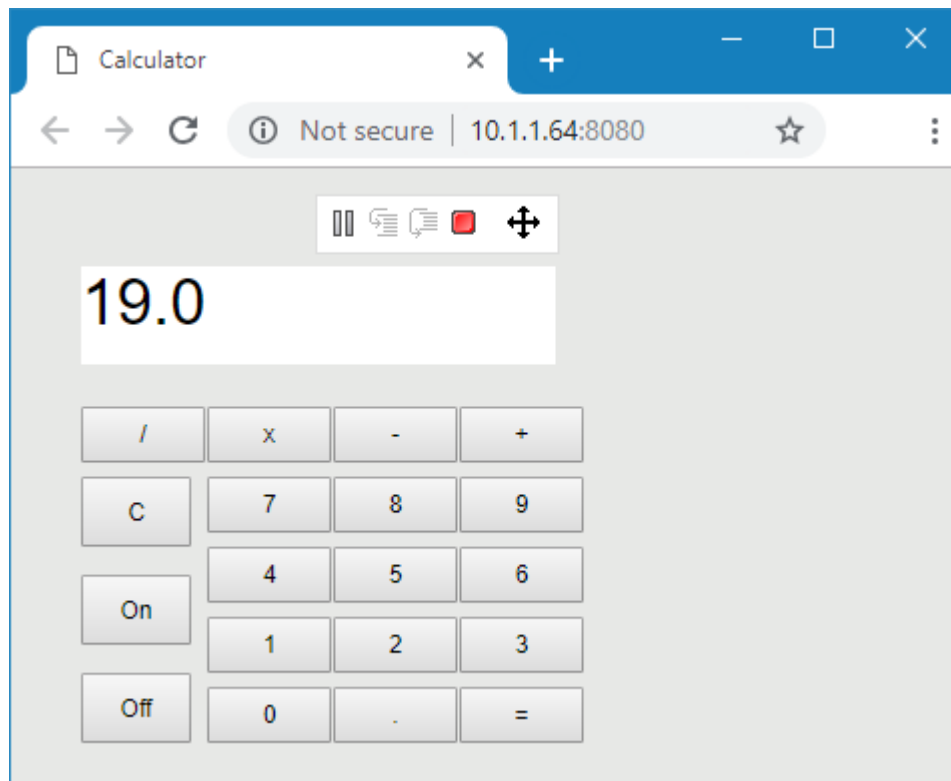 Calculator
Not secure | 10.1.1.64:8080
19.0
/ x - +
C 7 8 9
4 5 6
On
1 2 3
Off 0 . =